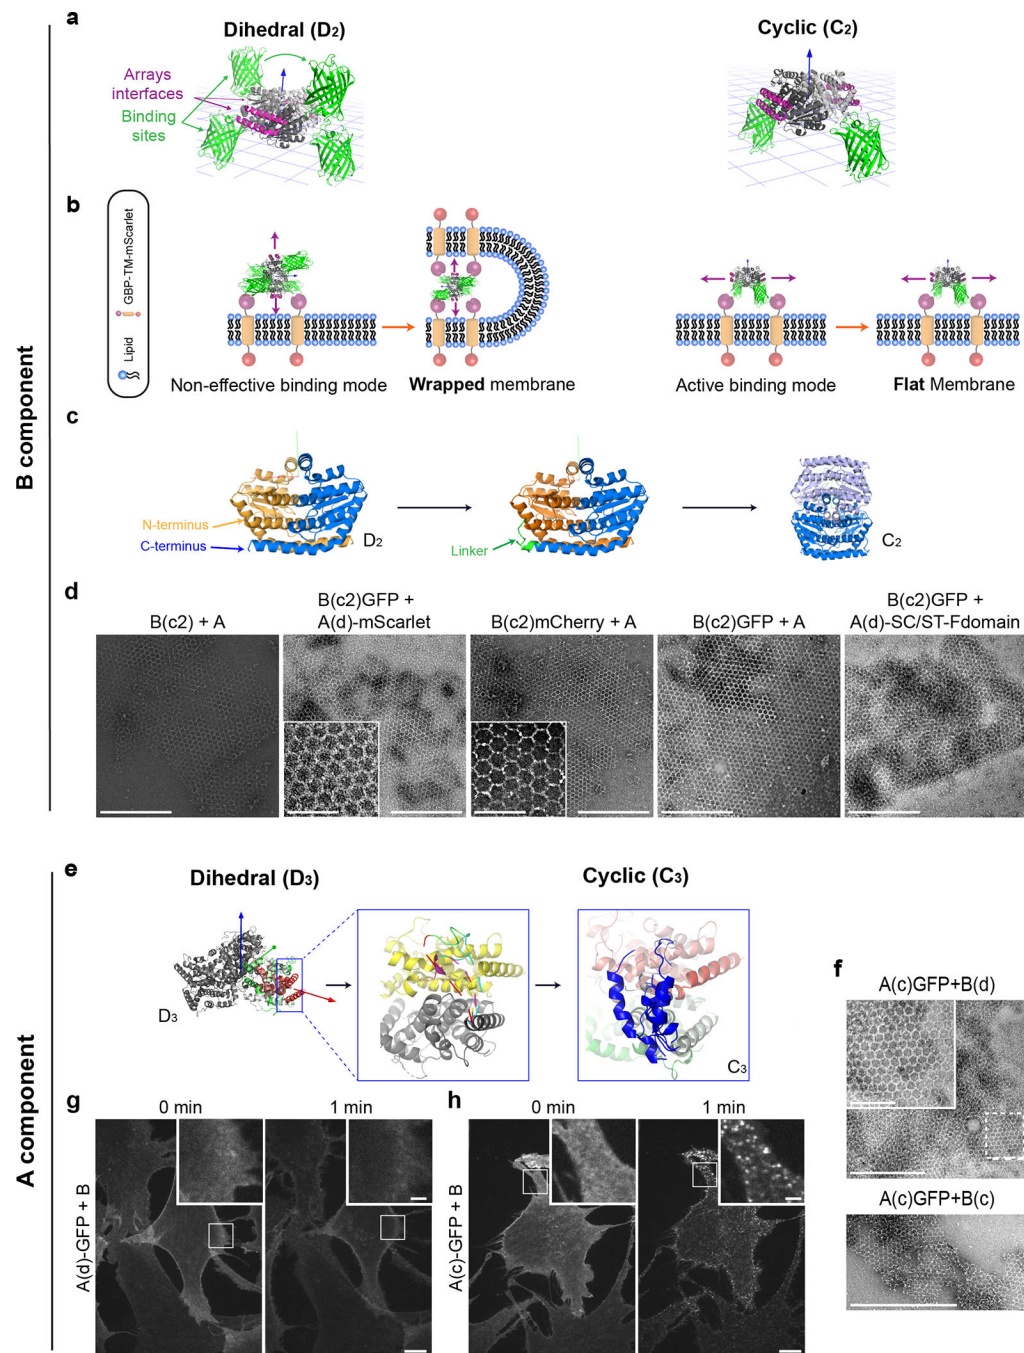 a
Dihedral (D2)
Cyclic (C2)
Arrays
interfaces
Binding
sites
b
GBP-TM-mScarlet
Lipid
Non-effective binding mode
Wrapped membrane
Active binding mode
Flat Membrane
B component
c
N-terminus
C-terminus
D2
Linker
C2
d
B(c2) + A
B(c2)GFP +
A(d)-mScarlet
B(c2)mCherry + A
B(c2)GFP + A
B(c2)GFP +
A(d)-SC/ST-Fdomain
e
Dihedral (D3)
Cyclic (C3)
D3
C3
A component
f
A(c)GFP+B(d)
A(c)GFP+B(c)
g
0 min
1 min
A(d)-GFP + B
h
0 min
1 min
A(c)-GFP + B